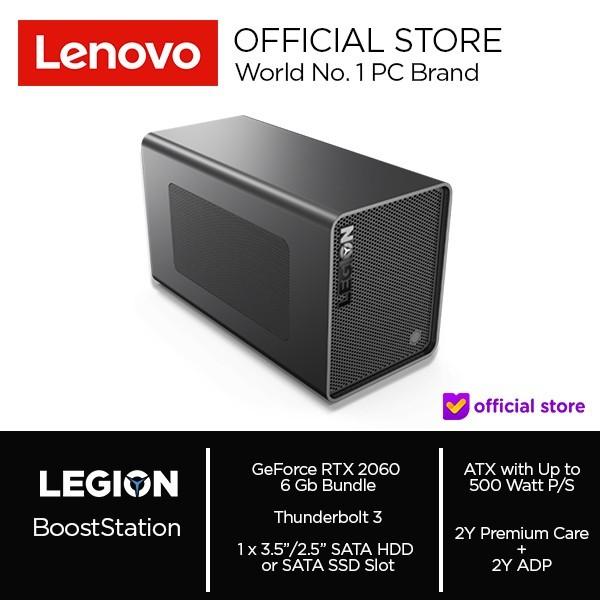 Lenovo
OFFICIAL STORE
World No. 1 PC Brand
LEGION
official store
LEGION
BoostStation
GeForce RTX 2060
6 Gb Bundle
Thunderbolt 3
1 x 3.5”/2.5” SATA HDD
or SATA SSD Slot
ATX with Up to
500 Watt P/S
2Y Premium Care
+
2Y ADP